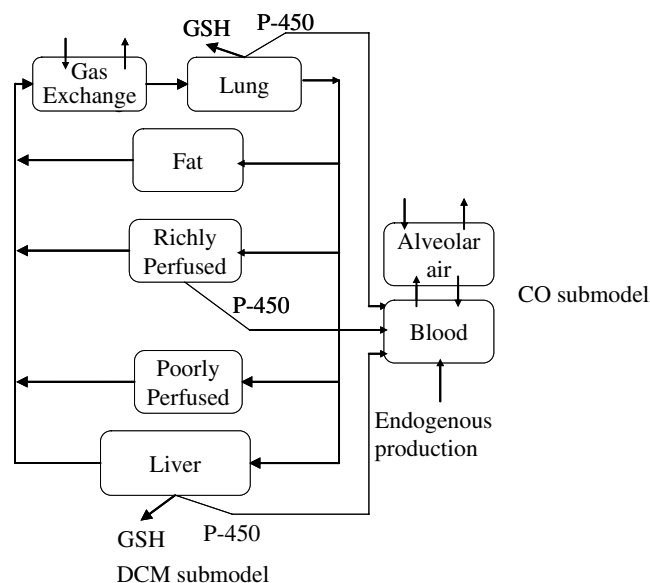 GSH
P-450
Gas
Exchange
Lung
Fat
Richly
Perfused
P-450
Alveolar
air
CO submodel
Blood
Poorly
Perfused
Endogenous
production
Liver
GSH
P-450
DCM submodel